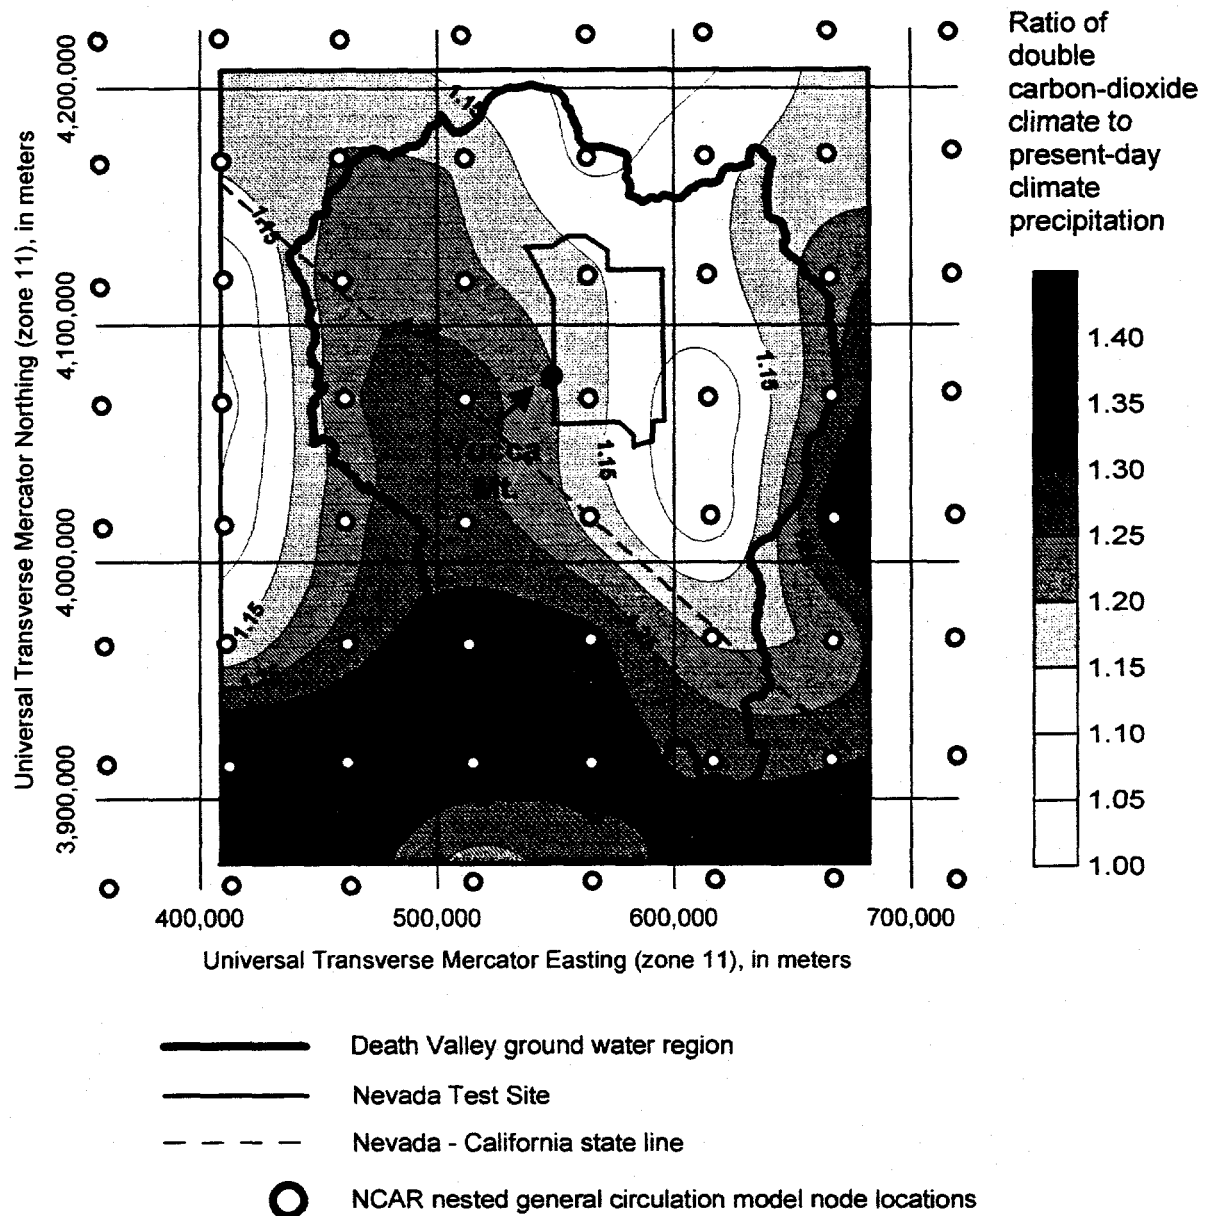 Ratio of
double
carbon-dioxide
climate to
present-day
climate
precipitation
1.40
1.35
1.30
1.25
1.20
1.15
1.10
1.05
1.00
Universal Transverse Mercator Northing (zone 11), in meters
4,200,000
4,100,000
4,000,000
3,900,000
1.15
1.15
1.15
1.15
1.15
Yucca
Mt.
400,000
500,000
600,000
700,000
Universal Transverse Mercator Easting (zone 11), in meters
Death Valley ground water region
Nevada Test Site
Nevada - California state line
NCAR nested general circulation model node locations